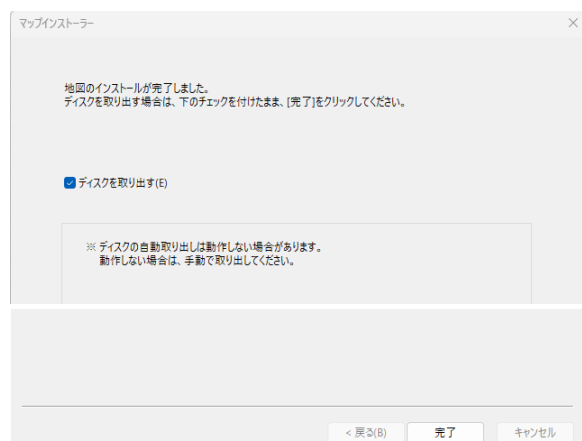 マップインストーラー
地図のインストールが完了しました。
ディスクを取り出す場合は、下のチェックを付けたまま、[完了]をクリックしてください。
ディスクを取り出す(E)
※ ディスクの自動取り出しは動作しない場合があります。
動作しない場合は、手動で取り出してください。
< 戻る(B) 完了 キャンセル